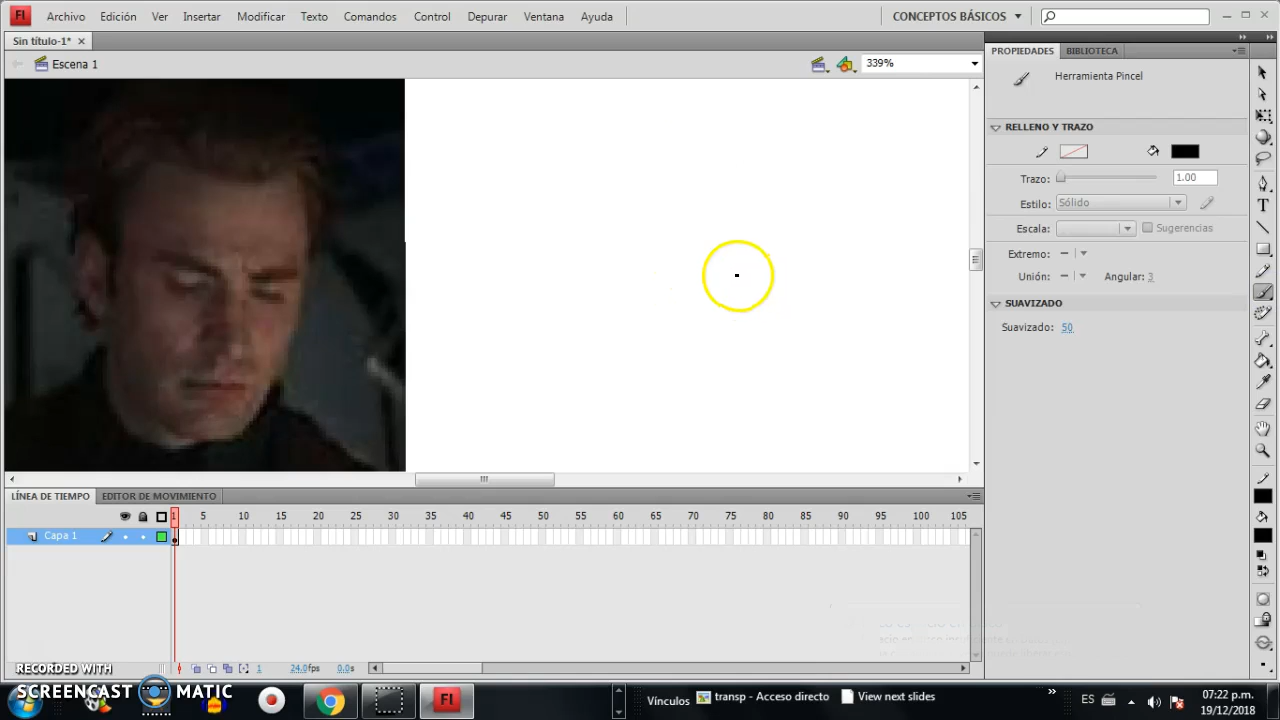 Fl Archivo Edición Ver Insertar Modificar Texto Comandos Control Depurar Ventana Ayuda CONCEPTOS BÁSICOS
Sin título-1*
Escena 1 339%
PROPIEDADES BIBLIOTECA
Herramienta Pincel
RELLENO Y TRAZO
Trazo: 1.00
Estilo: Sólido
Escala: Sugerencias
Extremo:
Unión: Angular: 3
SUAVIZADO
Suavizado: 50
LÍNEA DE TIEMPO EDITOR DE MOVIMIENTO
1 5 10 15 20 25 30 35 40 45 50 55 60 65 70 75 80 85 90 95 100 105
Capa 1
1 24.0fps 0.0s
RECORDED WITH
SCREENCAST MATIC
Fl Vínculos transp - Acceso directo View next slides ES 07:22 p.m.
19/12/2018